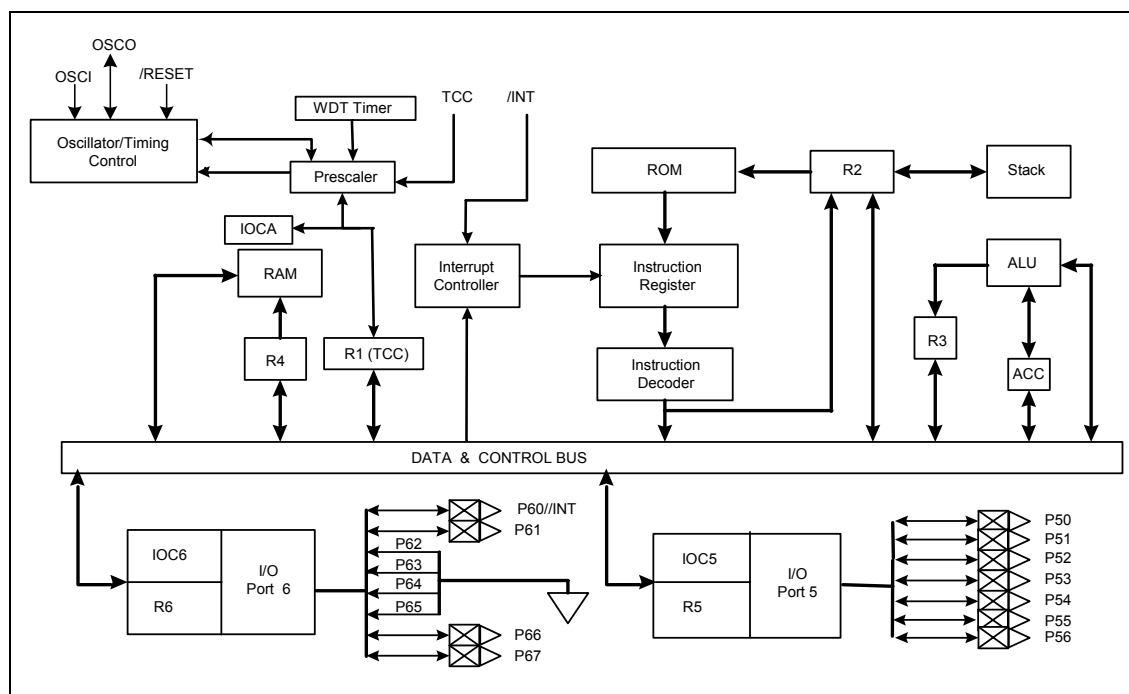 OSCO
OSCI
/RESET
TCC
/INT
WDT Timer
Oscillator/Timing
Control
Prescaler
ROM
R2
Stack
IOCA
RAM
Interrupt
Controller
Instruction
Register
ALU
R4
R1 (TCC)
Instruction
Decoder
R3
ACC
DATA & CONTROL BUS
IOC6
R6
I/O
Port 6
P60//INT
P61
P62
P63
P64
P65
P66
P67
IOC5
R5
I/O
Port 5
P50
P51
P52
P53
P54
P55
P56